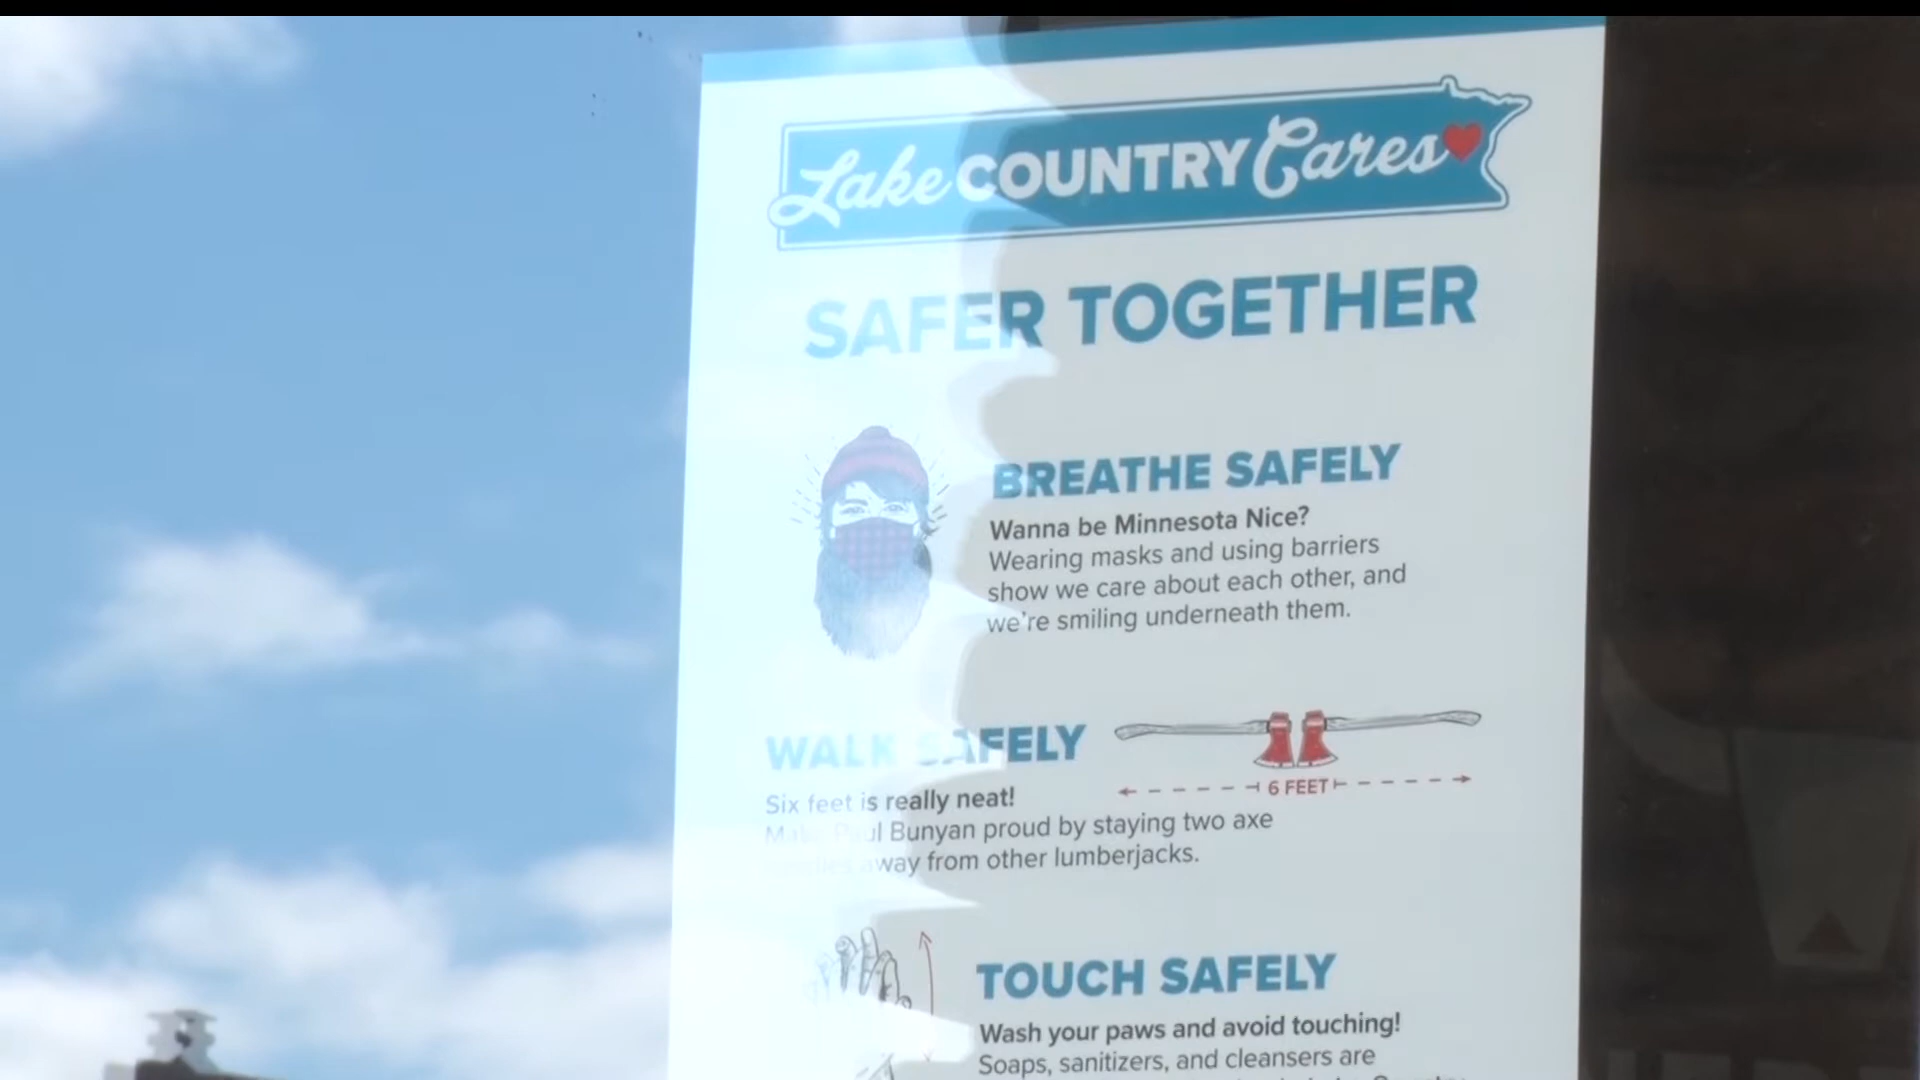 Lake COUNTRY Cares
SAFER TOGETHER
BREATHE SAFELY
Wanna be Minnesota Nice?
Wearing masks and using barriers
show we care about each other, and
we're smiling underneath them.
WALK SAFELY
6 FEET
Six feet is really neat!
Make Paul Bunyan proud by staying two axe
away from other lumberjacks.
TOUCH SAFELY
Wash your paws and avoid touching!
Soaps, sanitizers, and cleansers are